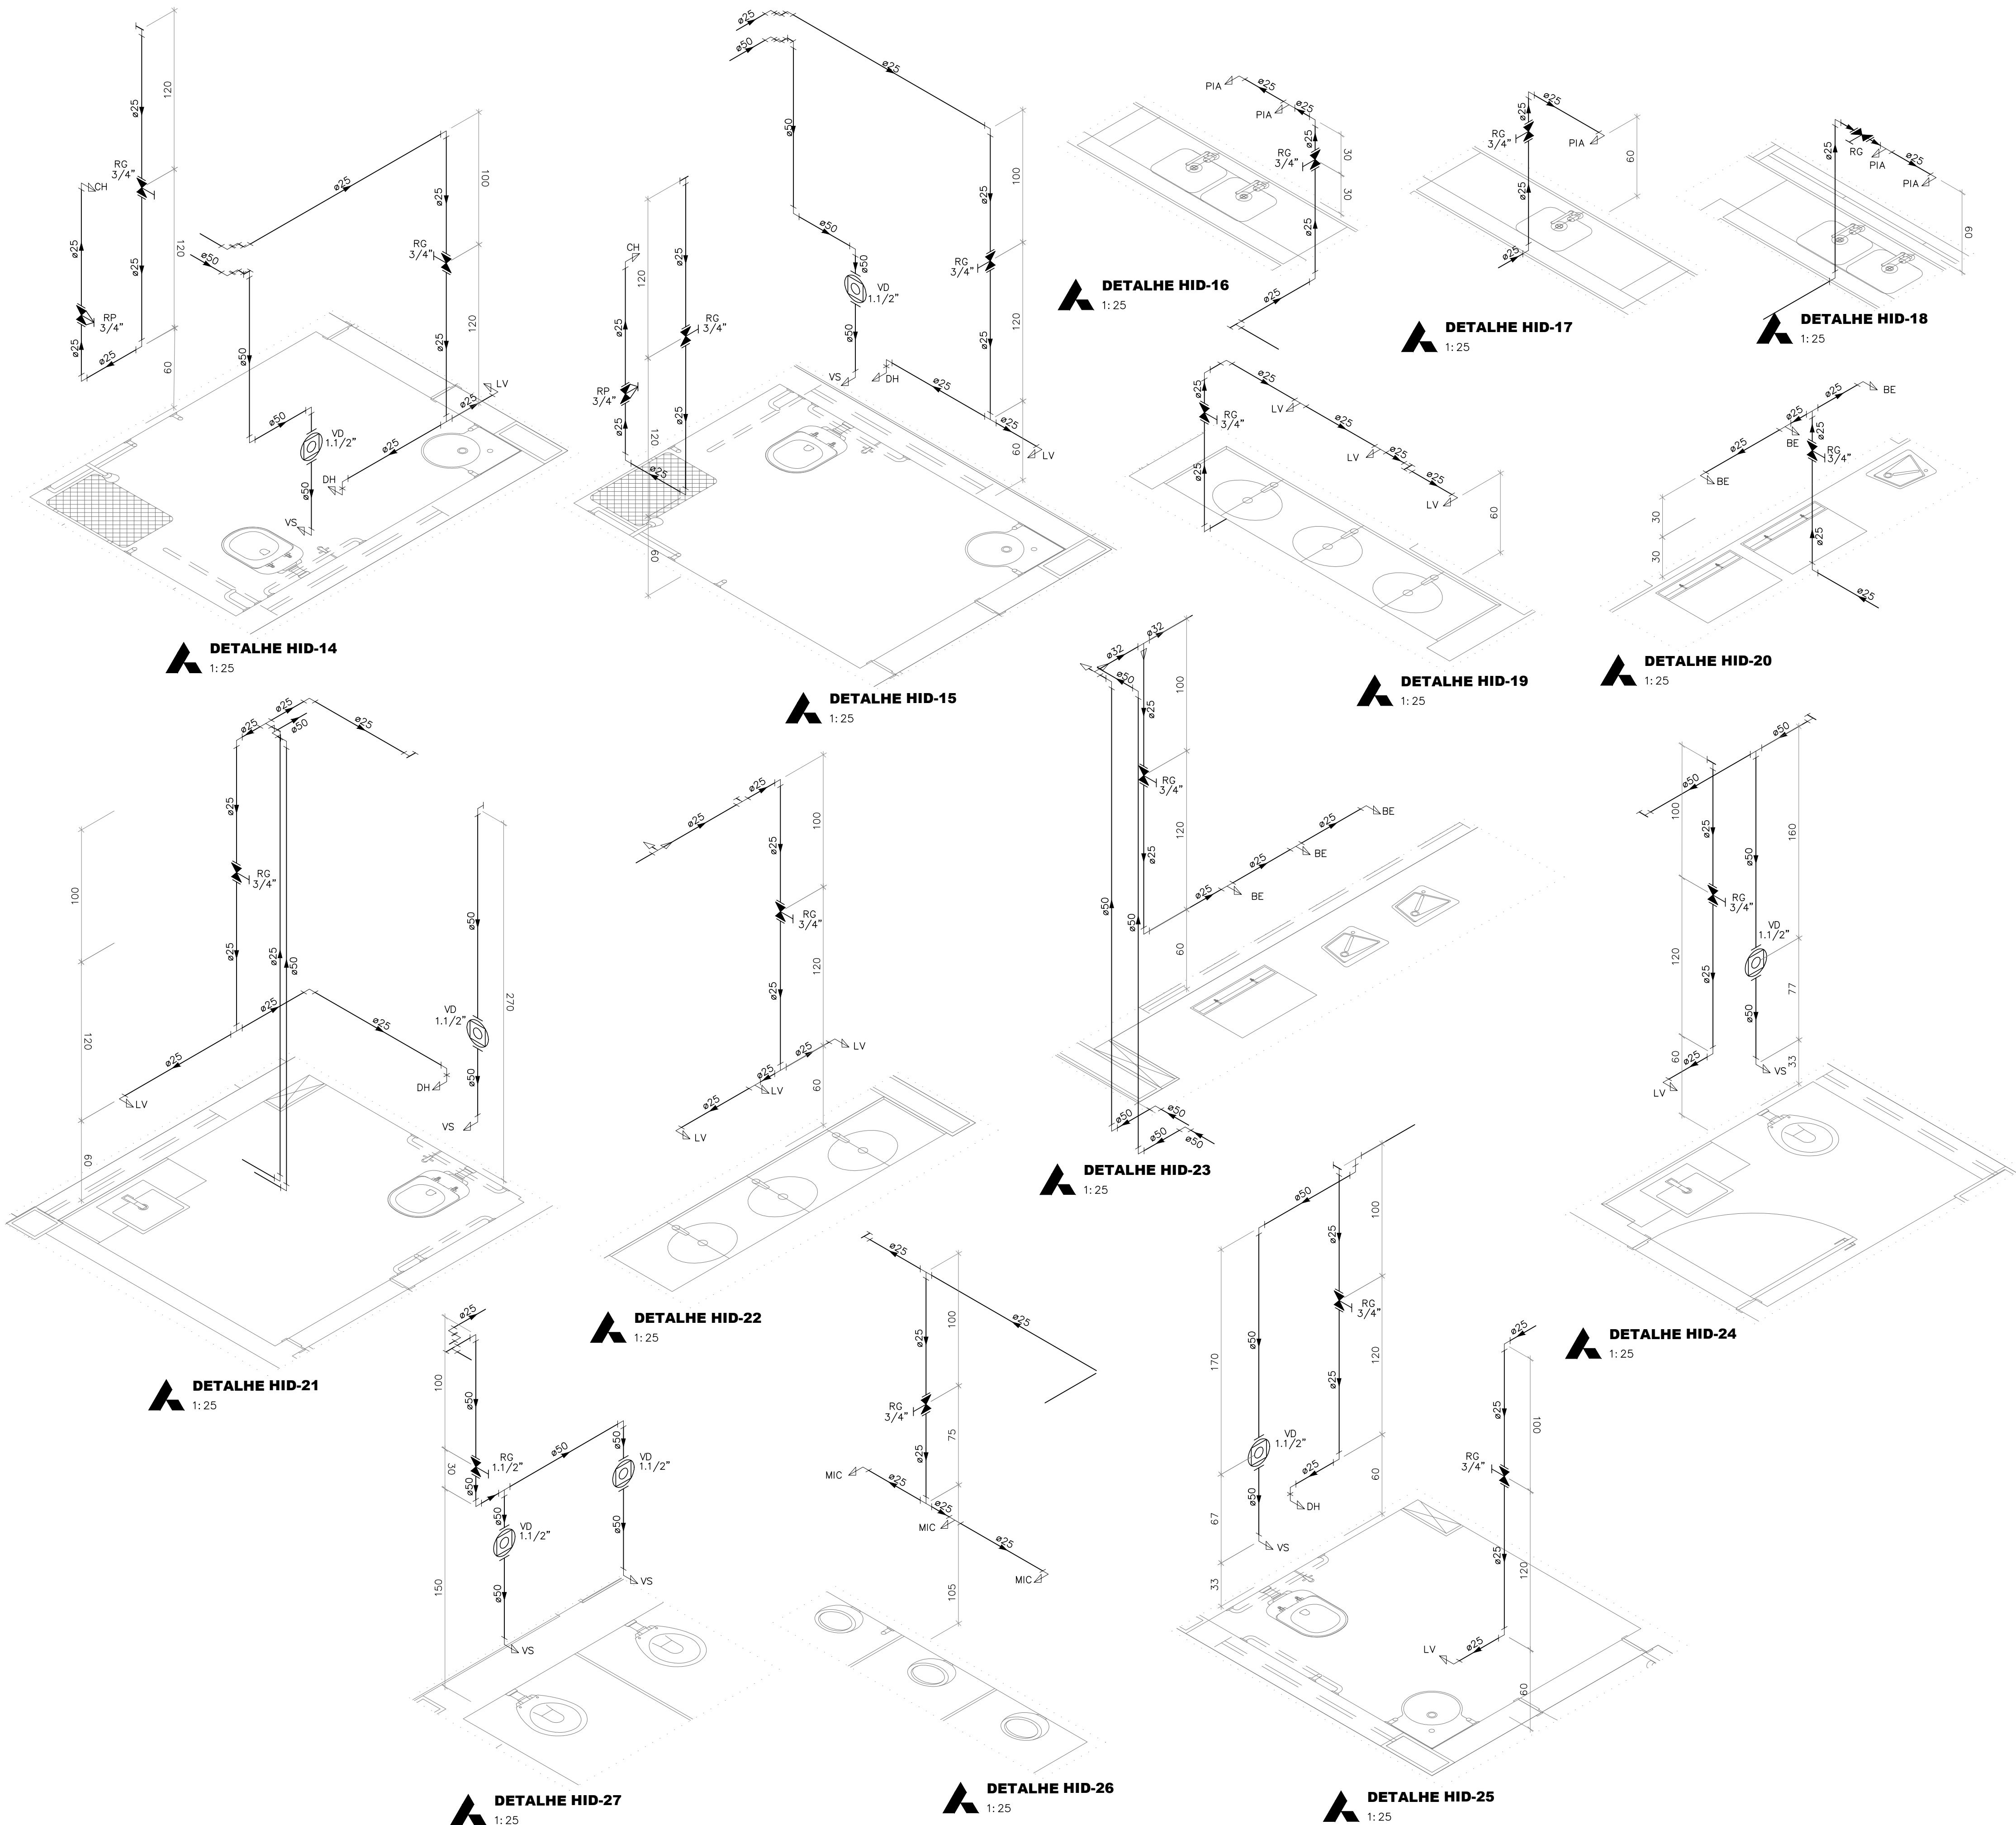 ø25
120
RG
3/4"
CH
ø25
120
ø25
RP
3/4"
ø25
ø25
60
ø50
ø25
100
ø25
RG
3/4"
120
ø25
ø50
ø50
VD
1.1/2"
ø50
VS
DH
ø25
ø25
LV
DETALHE HID-14
1:25
ø25
ø50
ø25
ø50
ø50
ø50
VD
1.1/2"
ø50
VS
DH
ø25
100
RG
3/4"
ø25
120
ø25
ø25
LV
60
CH
120
ø25
RG
3/4"
ø25
RP
3/4"
ø25
ø25
120
ø25
60
DETALHE HID-15
1:25
PIA
ø25
PIA
ø25
ø25
RG
3/4"
30
30
ø25
ø25
DETALHE HID-16
1:25
ø25
ø25
RG
3/4"
PIA
60
ø25
ø25
DETALHE HID-17
1:25
ø25
RG
PIA
ø25
PIA
60
DETALHE HID-18
1:25
ø25
RG
3/4"
ø25
ø25
LV
ø25
LV
ø25
ø25
LV
60
DETALHE HID-19
1:25
ø25
BE
ø25
ø25
BE
RG
3/4"
ø25
BE
30
30
ø25
ø25
DETALHE HID-20
1:25
ø25
ø25
ø50
ø25
ø25
100
RG
3/4"
ø25
ø25
ø50
120
ø25
ø25
ø25
LV
60
DH
ø50
270
VD
1.1/2"
ø50
VS
DETALHE HID-21
1:25
ø25
ø25
100
ø25
RG
3/4"
120
ø25
ø25
LV
ø25
LV
ø25
LV
60
DETALHE HID-22
1:25
ø32
ø32
ø50
100
ø25
RG
3/4"
120
ø25
ø25
BE
ø25
BE
ø25
BE
ø50
ø50
60
ø50
ø50
ø50
ø50
DETALHE HID-23
1:25
ø50
ø50
100
ø25
160
RG
3/4"
ø50
120
ø25
VD
1.1/2"
77
ø50
60
ø25
LV
VS
33
DETALHE HID-24
1:25
ø50
100
ø25
170
ø50
RG
3/4"
120
ø25
VD
1.1/2"
ø25
60
ø50
DH
67
VS
33
ø25
ø25
100
RG
3/4"
ø25
120
LV
ø25
60
DETALHE HID-25
1:25
ø25
ø25
100
ø25
RG
3/4"
75
ø25
MIC
ø25
ø25
MIC
ø25
MIC
105
DETALHE HID-26
1:25
ø25
100
ø50
RG
1.1/2"
30
ø50
ø50
ø50
VD
1.1/2"
ø50
VD
1.1/2"
ø50
ø50
VS
150
VS
DETALHE HID-27
1:25